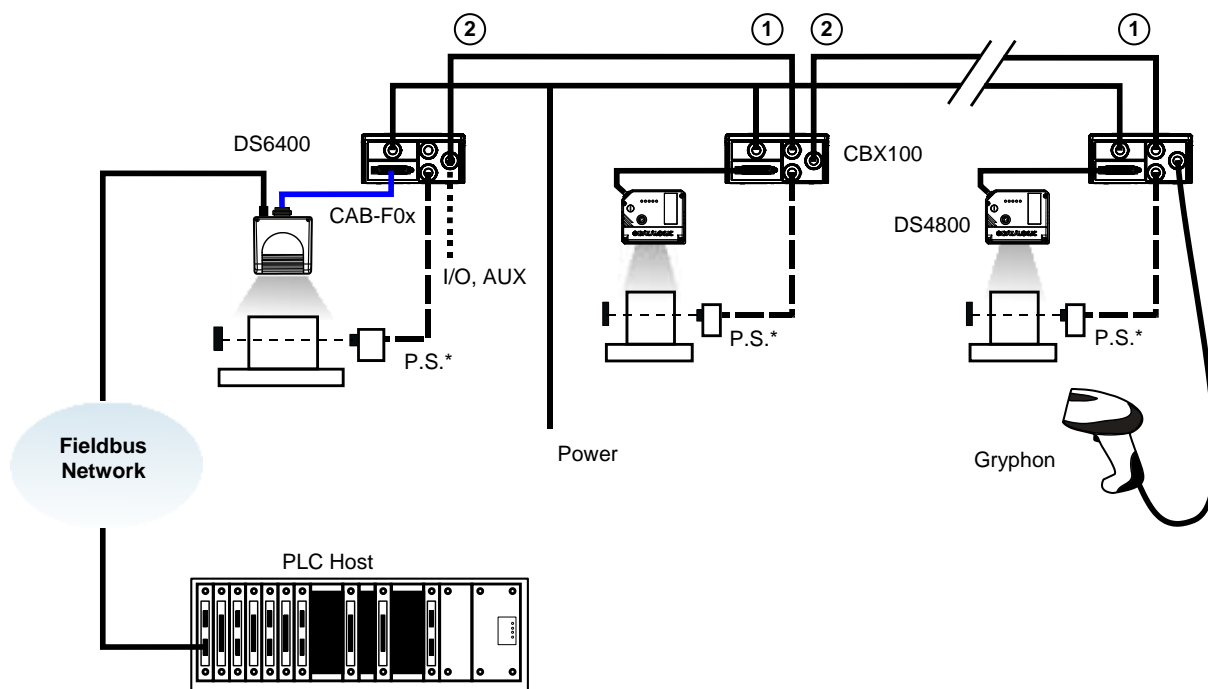 2
1
2
1
DS6400
CBX100
CAB-F0x
DS4800
I/O, AUX
P.S.*
P.S.*
P.S.*
Fieldbus
Network
Power
Gryphon
PLC Host